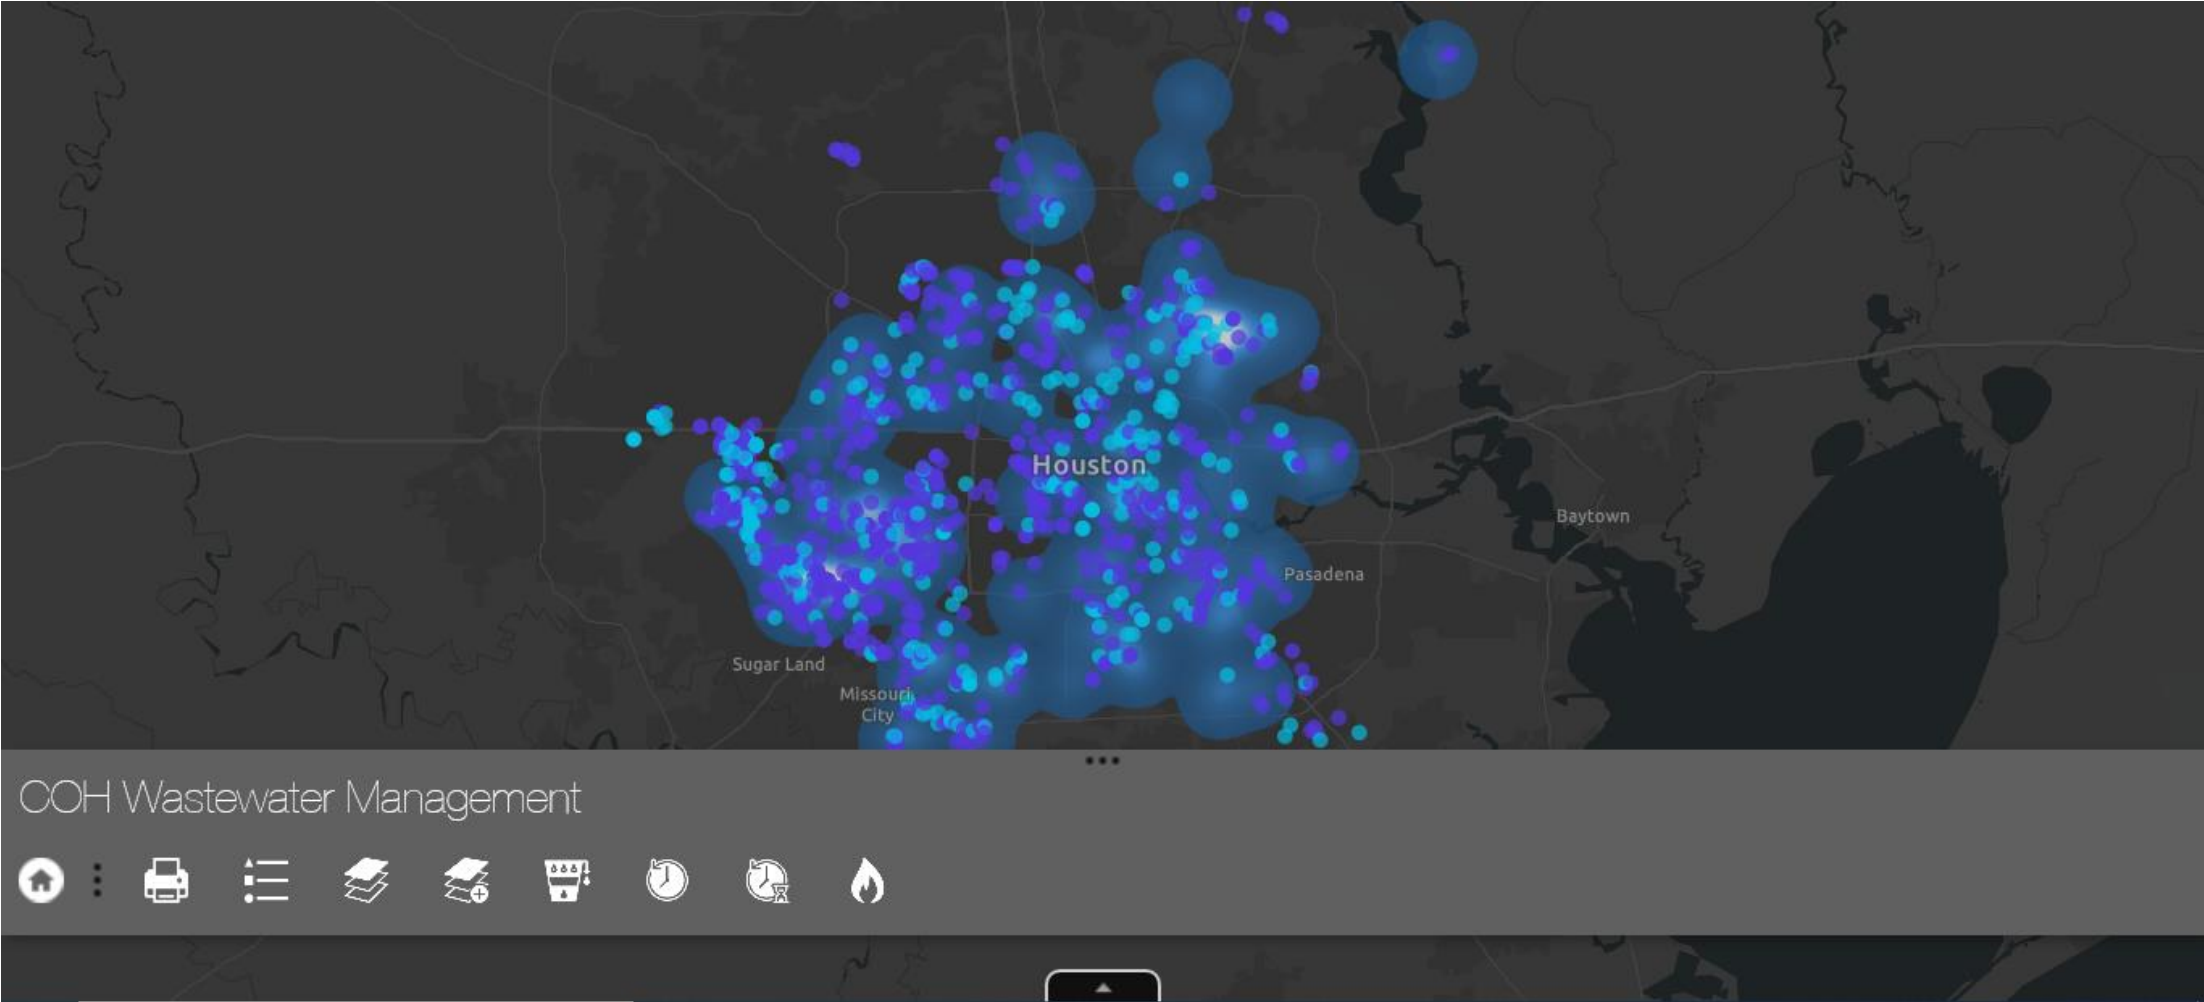 Houston
Baytown
Pasadena
Sugar Land
Missouri
City
COH Wastewater Management